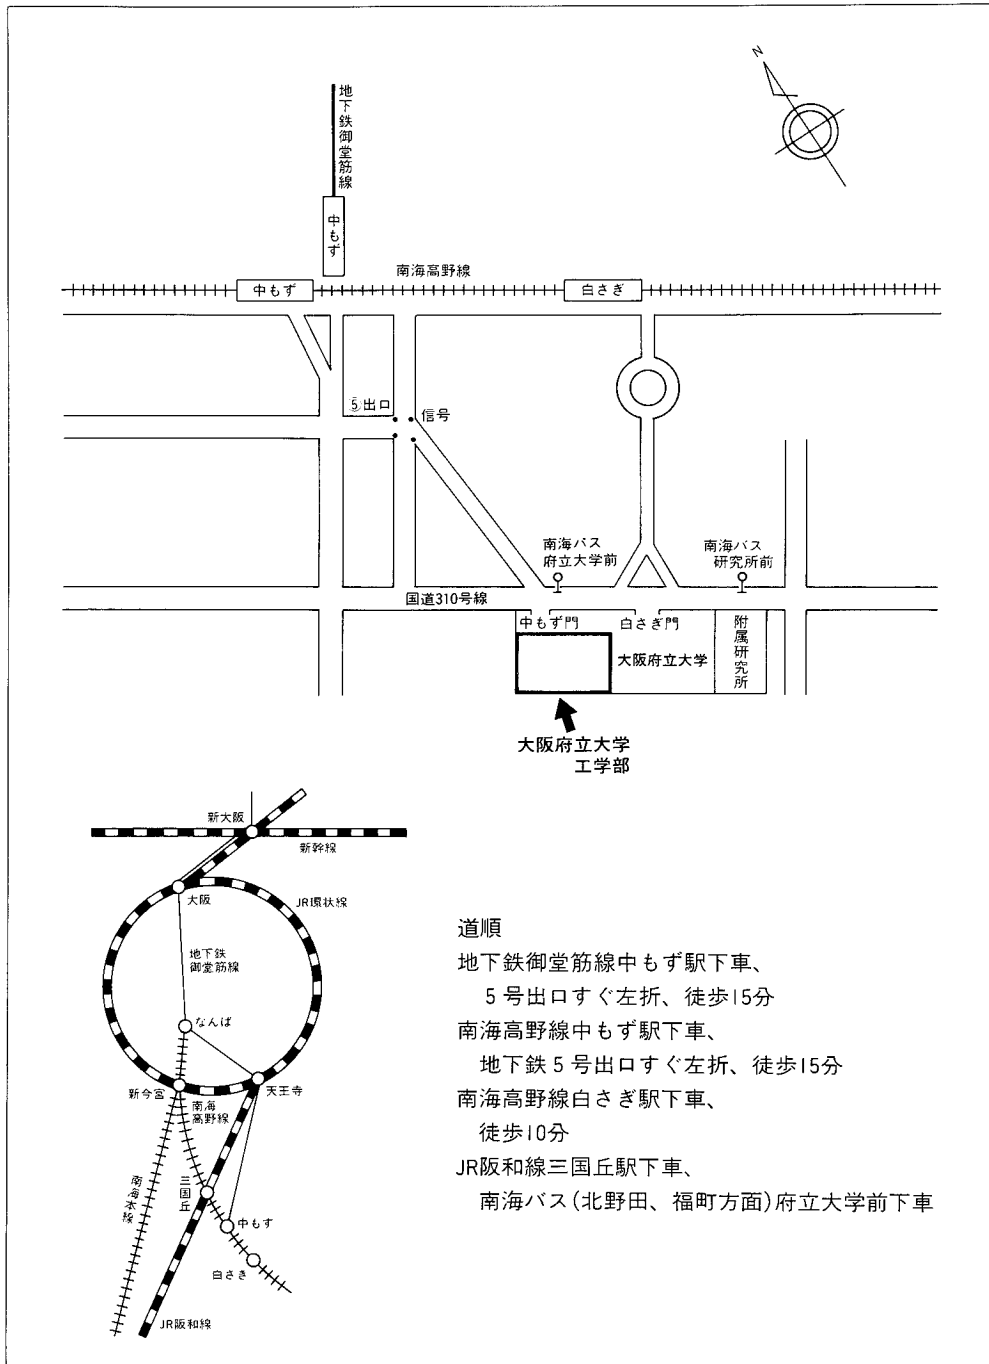 N
地下鉄御堂筋線
中もず
南海高野線
中もず
白さぎ
⑤出口
信号
南海バス
府立大学前
南海バス
研究所前
国道310号線
中もず門
白さぎ門
大阪府立大学
附属研究所
大阪府立大学
工学部
新大阪
新幹線
大阪
JR環状線
地下鉄
御堂筋線
なんば
新今宮
天王寺
南海
高野線
南海本線
三国丘
中もず
白さぎ
JR阪和線
道順
地下鉄御堂筋線中もず駅下車、
5号出口すぐ左折、徒歩15分
南海高野線中もず駅下車、
地下鉄5号出口すぐ左折、徒歩15分
南海高野線白さぎ駅下車、
徒歩10分
JR阪和線三国丘駅下車、
南海バス(北野田、福町方面)府立大学前下車